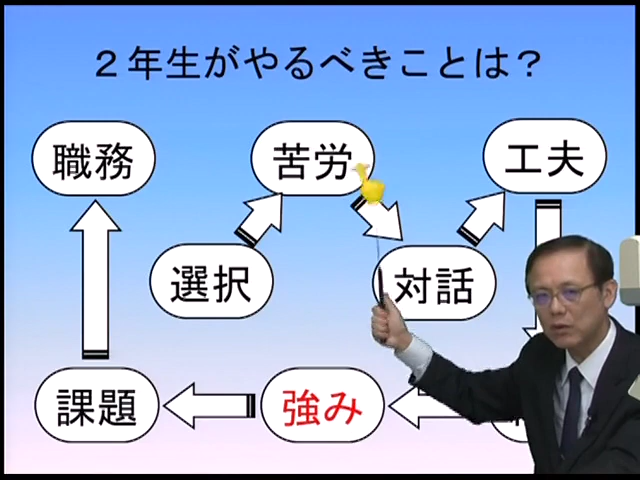 ２年生がやるべきことは？
職務
苦労
工夫
選択
対話
課題
強み